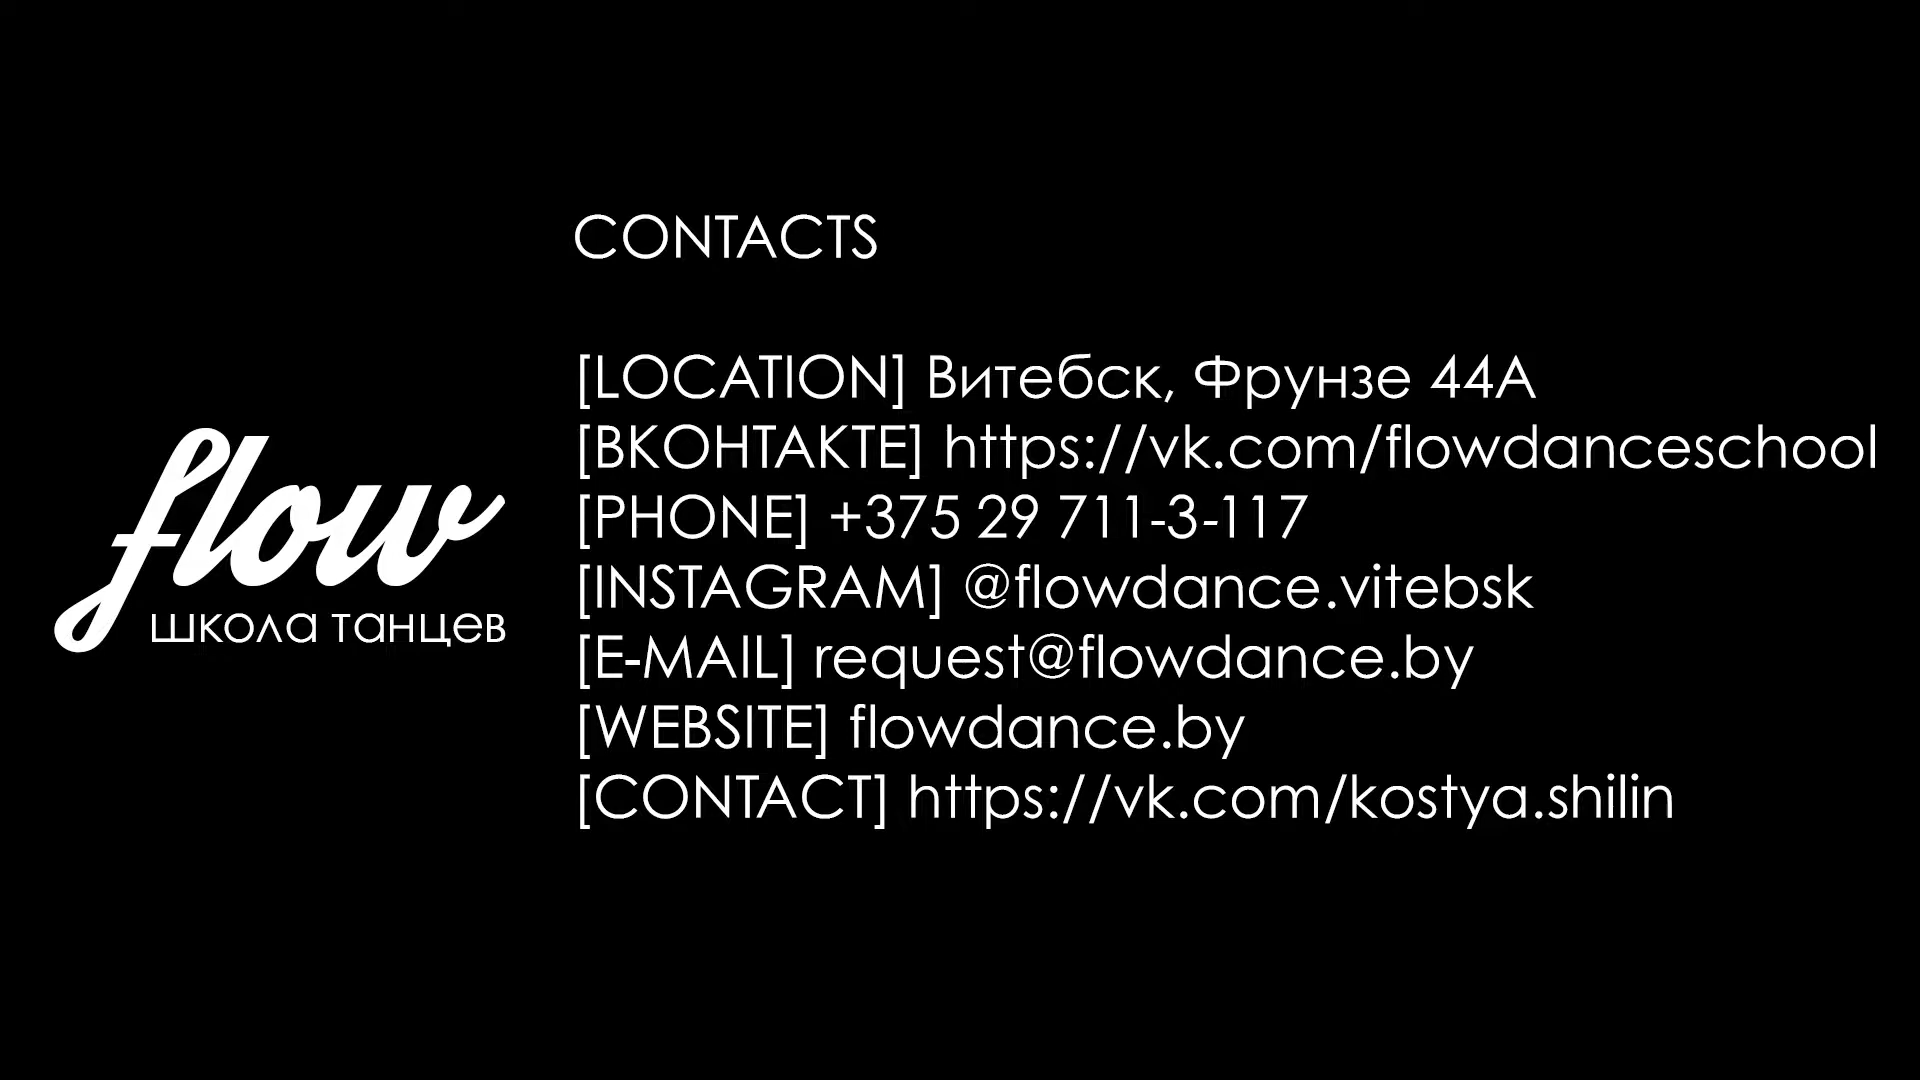 flow
школа танцев
CONTACTS
[LOCATION] Витебск, Фрунзе 44А
[ВКОНТАКТЕ] https://vk.com/flowdanceschool
[PHONE] +375 29 711-3-117
[INSTAGRAM] @flowdance.vitebsk
[E-MAIL] request@flowdance.by
[WEBSITE] flowdance.by
[CONTACT] https://vk.com/kostya.shilin